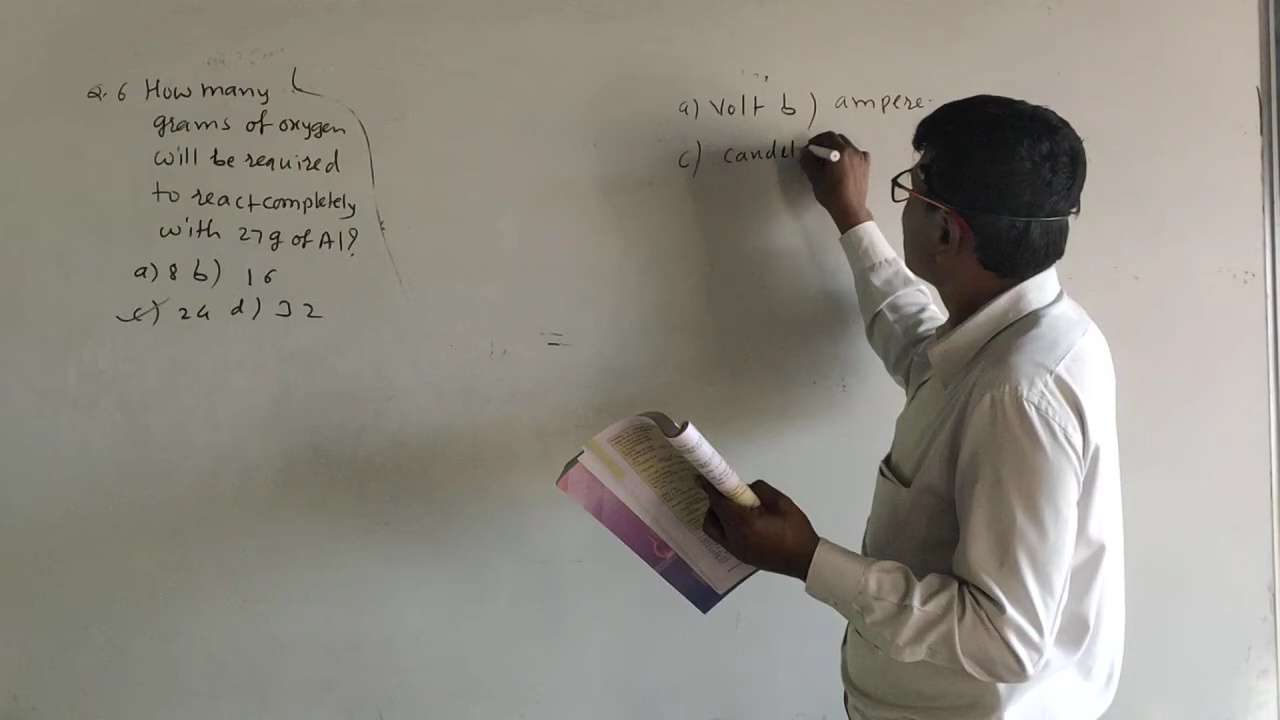 Q.6 How many
grams of oxygen
will be required
to react completely
with 27g of Al?
a) 8 b) 16
c) 24 d) 32
a) Volt b) ampere
c) candel